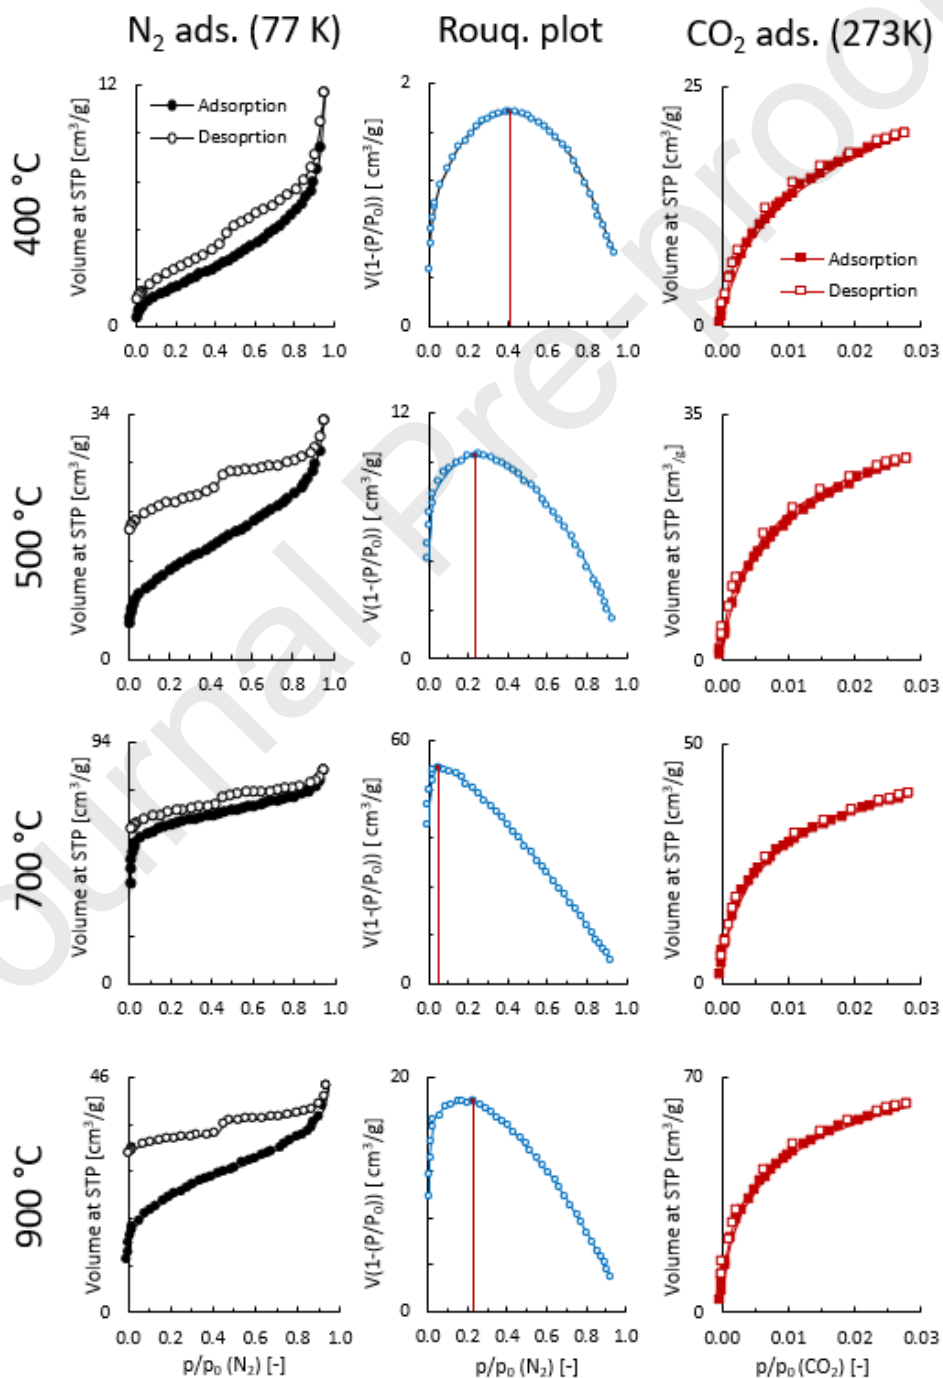 N2 ads. (77 K) Rouq. plot CO2 ads. (273K)
400 °C
Volume at STP [cm³/g]
12
0
Adsorption
Desoprtion
0.0 0.2 0.4 0.6 0.8 1.0
V(1-(P/P0)) [ cm³/g]
2
0
0.0 0.2 0.4 0.6 0.8 1.0
Volume at STP [cm³/g]
25
0
Adsorption
Desoprtion
0.00 0.01 0.02 0.03
500 °C
Volume at STP [cm³/g]
34
0
0.0 0.2 0.4 0.6 0.8 1.0
V(1-(P/P0)) [ cm³/g]
12
0
0.0 0.2 0.4 0.6 0.8 1.0
Volume at STP [cm³/g]
35
0
0.00 0.01 0.02 0.03
700 °C
Volume at STP [cm³/g]
94
0
0.0 0.2 0.4 0.6 0.8 1.0
V(1-(P/P0)) [ cm³/g]
60
0
0.0 0.2 0.4 0.6 0.8 1.0
Volume at STP [cm³/g]
50
0
0.00 0.01 0.02 0.03
900 °C
Volume at STP [cm³/g]
46
0
0.0 0.2 0.4 0.6 0.8 1.0
p/p0 (N2) [-]
V(1-(P/P0)) [ cm³/g]
20
0
0.0 0.2 0.4 0.6 0.8 1.0
p/p0 (N2) [-]
Volume at STP [cm³/g]
70
0
0.00 0.01 0.02 0.03
p/p0 (CO2) [-]
ournal Pre-proo